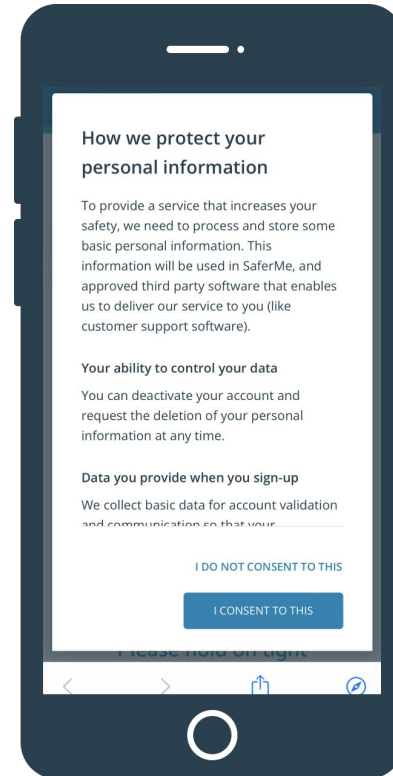 How we protect your
personal information
To provide a service that increases your
safety, we need to process and store some
basic personal information. This
information will be used in SaferMe, and
approved third party software that enables
us to deliver our service to you (like
customer support software).
Your ability to control your data
You can deactivate your account and
request the deletion of your personal
information at any time.
Data you provide when you sign-up
We collect basic data for account validation
and communication so that your
I DO NOT CONSENT TO THIS
I CONSENT TO THIS
Please hold on tight